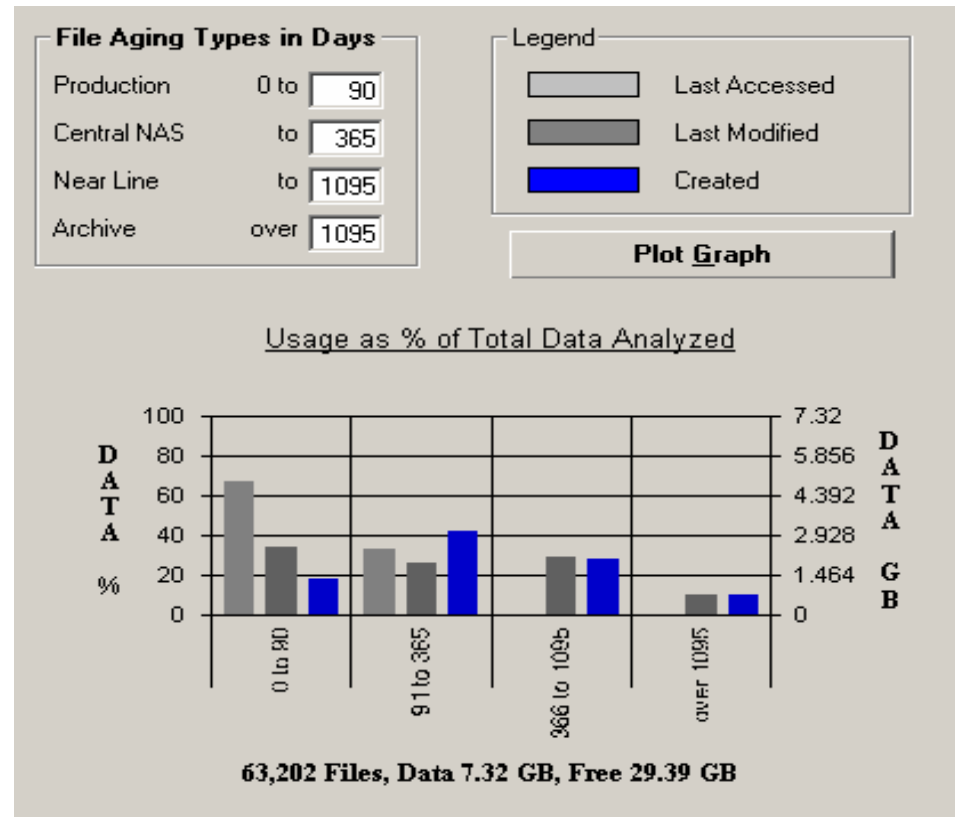 File Aging Types in Days
Production 0 to 90
Central NAS to 365
Near Line to 1095
Archive over 1095
Legend
Last Accessed
Last Modified
Created
Plot Graph
Usage as % of Total Data Analyzed
DATA %
100
80
60
40
20
0
7.32
5.856
4.392
2.928
1.464
0
DATA GB
0 to 90
91 to 365
366 to 1095
over 1095
63,202 Files, Data 7.32 GB, Free 29.39 GB